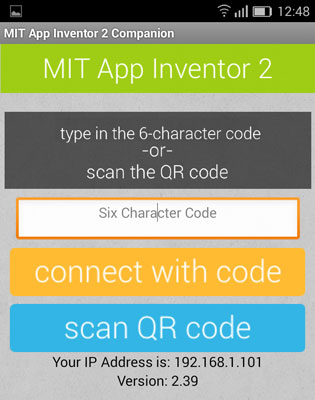 12:48
MIT App Inventor 2 Companion
MIT App Inventor 2
type in the 6-character code
-or-
scan the QR code
Six Character Code
connect with code
scan QR code
Your IP Address is: 192.168.1.101
Version: 2.39